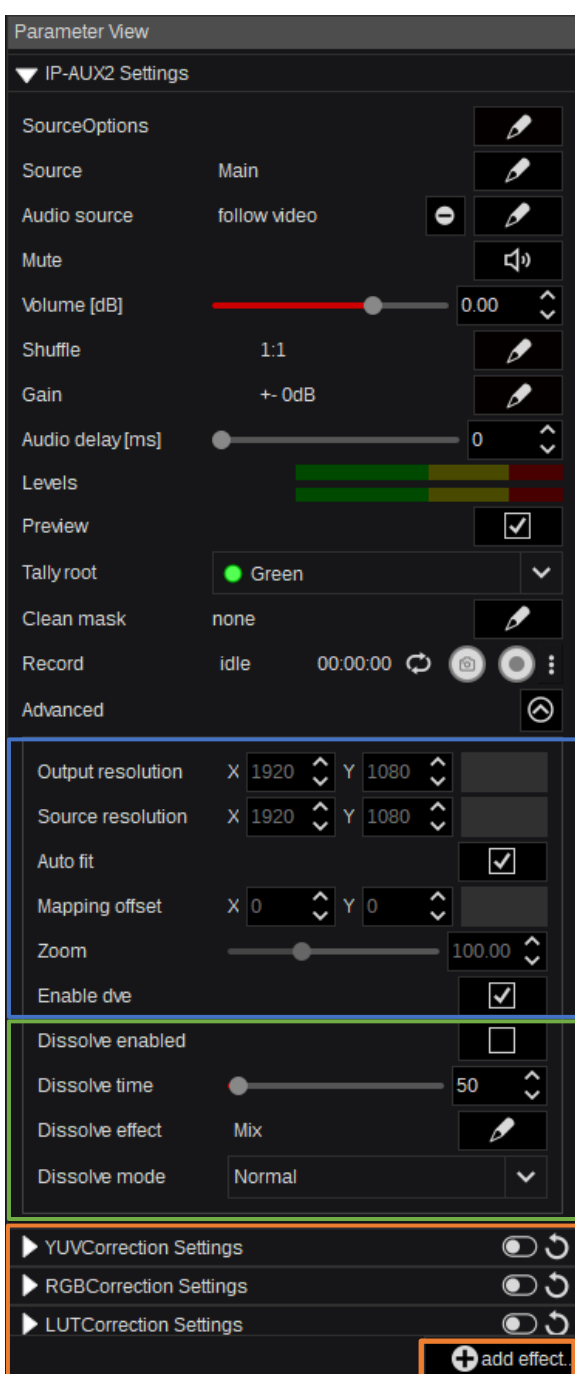 Parameter View
IP-AUX2 Settings
SourceOptions
Source Main
Audio source follow video
Mute
Volume [dB] 0.00
Shuffle 1:1
Gain +- 0dB
Audio delay [ms] 0
Levels
Preview
Tally root Green
Clean mask none
Record idle 00:00:00
Advanced
Output resolution X 1920 Y 1080
Source resolution X 1920 Y 1080
Auto fit
Mapping offset X 0 Y 0
Zoom 100.00
Enable dve
Dissolve enabled
Dissolve time 50
Dissolve effect Mix
Dissolve mode Normal
YUVCorrection Settings
RGBCorrection Settings
LUTCorrection Settings
add effect..